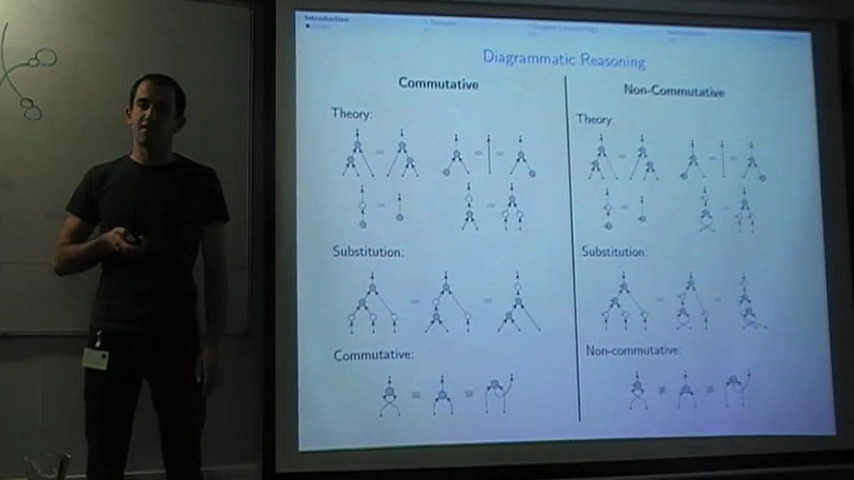 Introduction
Diagrammatic Reasoning
Commutative
Non-Commutative
Theory:
Theory:
Substitution:
Substitution:
Commutative:
Non-commutative: